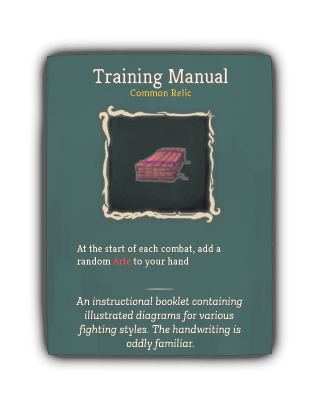 Training Manual
Common Relic
At the start of each combat, add a
random Arte to your hand
An instructional booklet containing
illustrated diagrams for various
fighting styles. The handwriting is
oddly familiar.